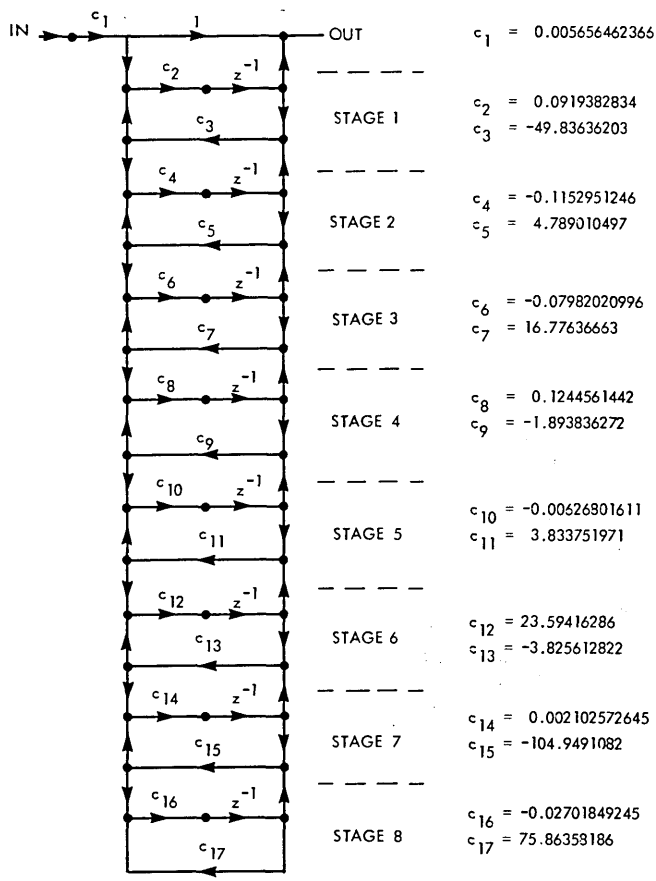 IN c1 1 OUT c1 = 0.005656462366
c2 z-1 c2 = 0.0919382834
c3 STAGE 1 c3 = -49.83636203
c4 z-1 c4 = -0.1152951246
c5 STAGE 2 c5 = 4.789010497
c6 z-1 c6 = -0.07982020996
c7 STAGE 3 c7 = 16.77636663
c8 z-1 c8 = 0.1244561442
c9 STAGE 4 c9 = -1.893836272
c10 z-1 c10 = -0.00626801611
c11 STAGE 5 c11 = 3.833751971
c12 z-1 c12 = 23.59416286
c13 STAGE 6 c13 = -3.825612822
c14 z-1 c14 = 0.002102572645
c15 STAGE 7 c15 = -104.9491082
c16 z-1 c16 = -0.02701849245
c17 STAGE 8 c17 = 75.86358186